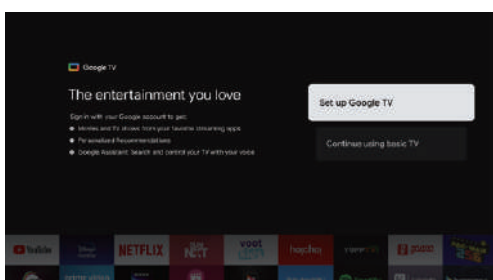 Google TV
The entertainment you love
Sign in with your Google account to get:
Movies and TV shows from your favorite streaming apps
Personalized Recommendations
Google Assistant: Search and control your TV with your voice
Set up Google TV
Continue using basic TV
YouTube
NETFLIX
NEXT
voot
hoichoi